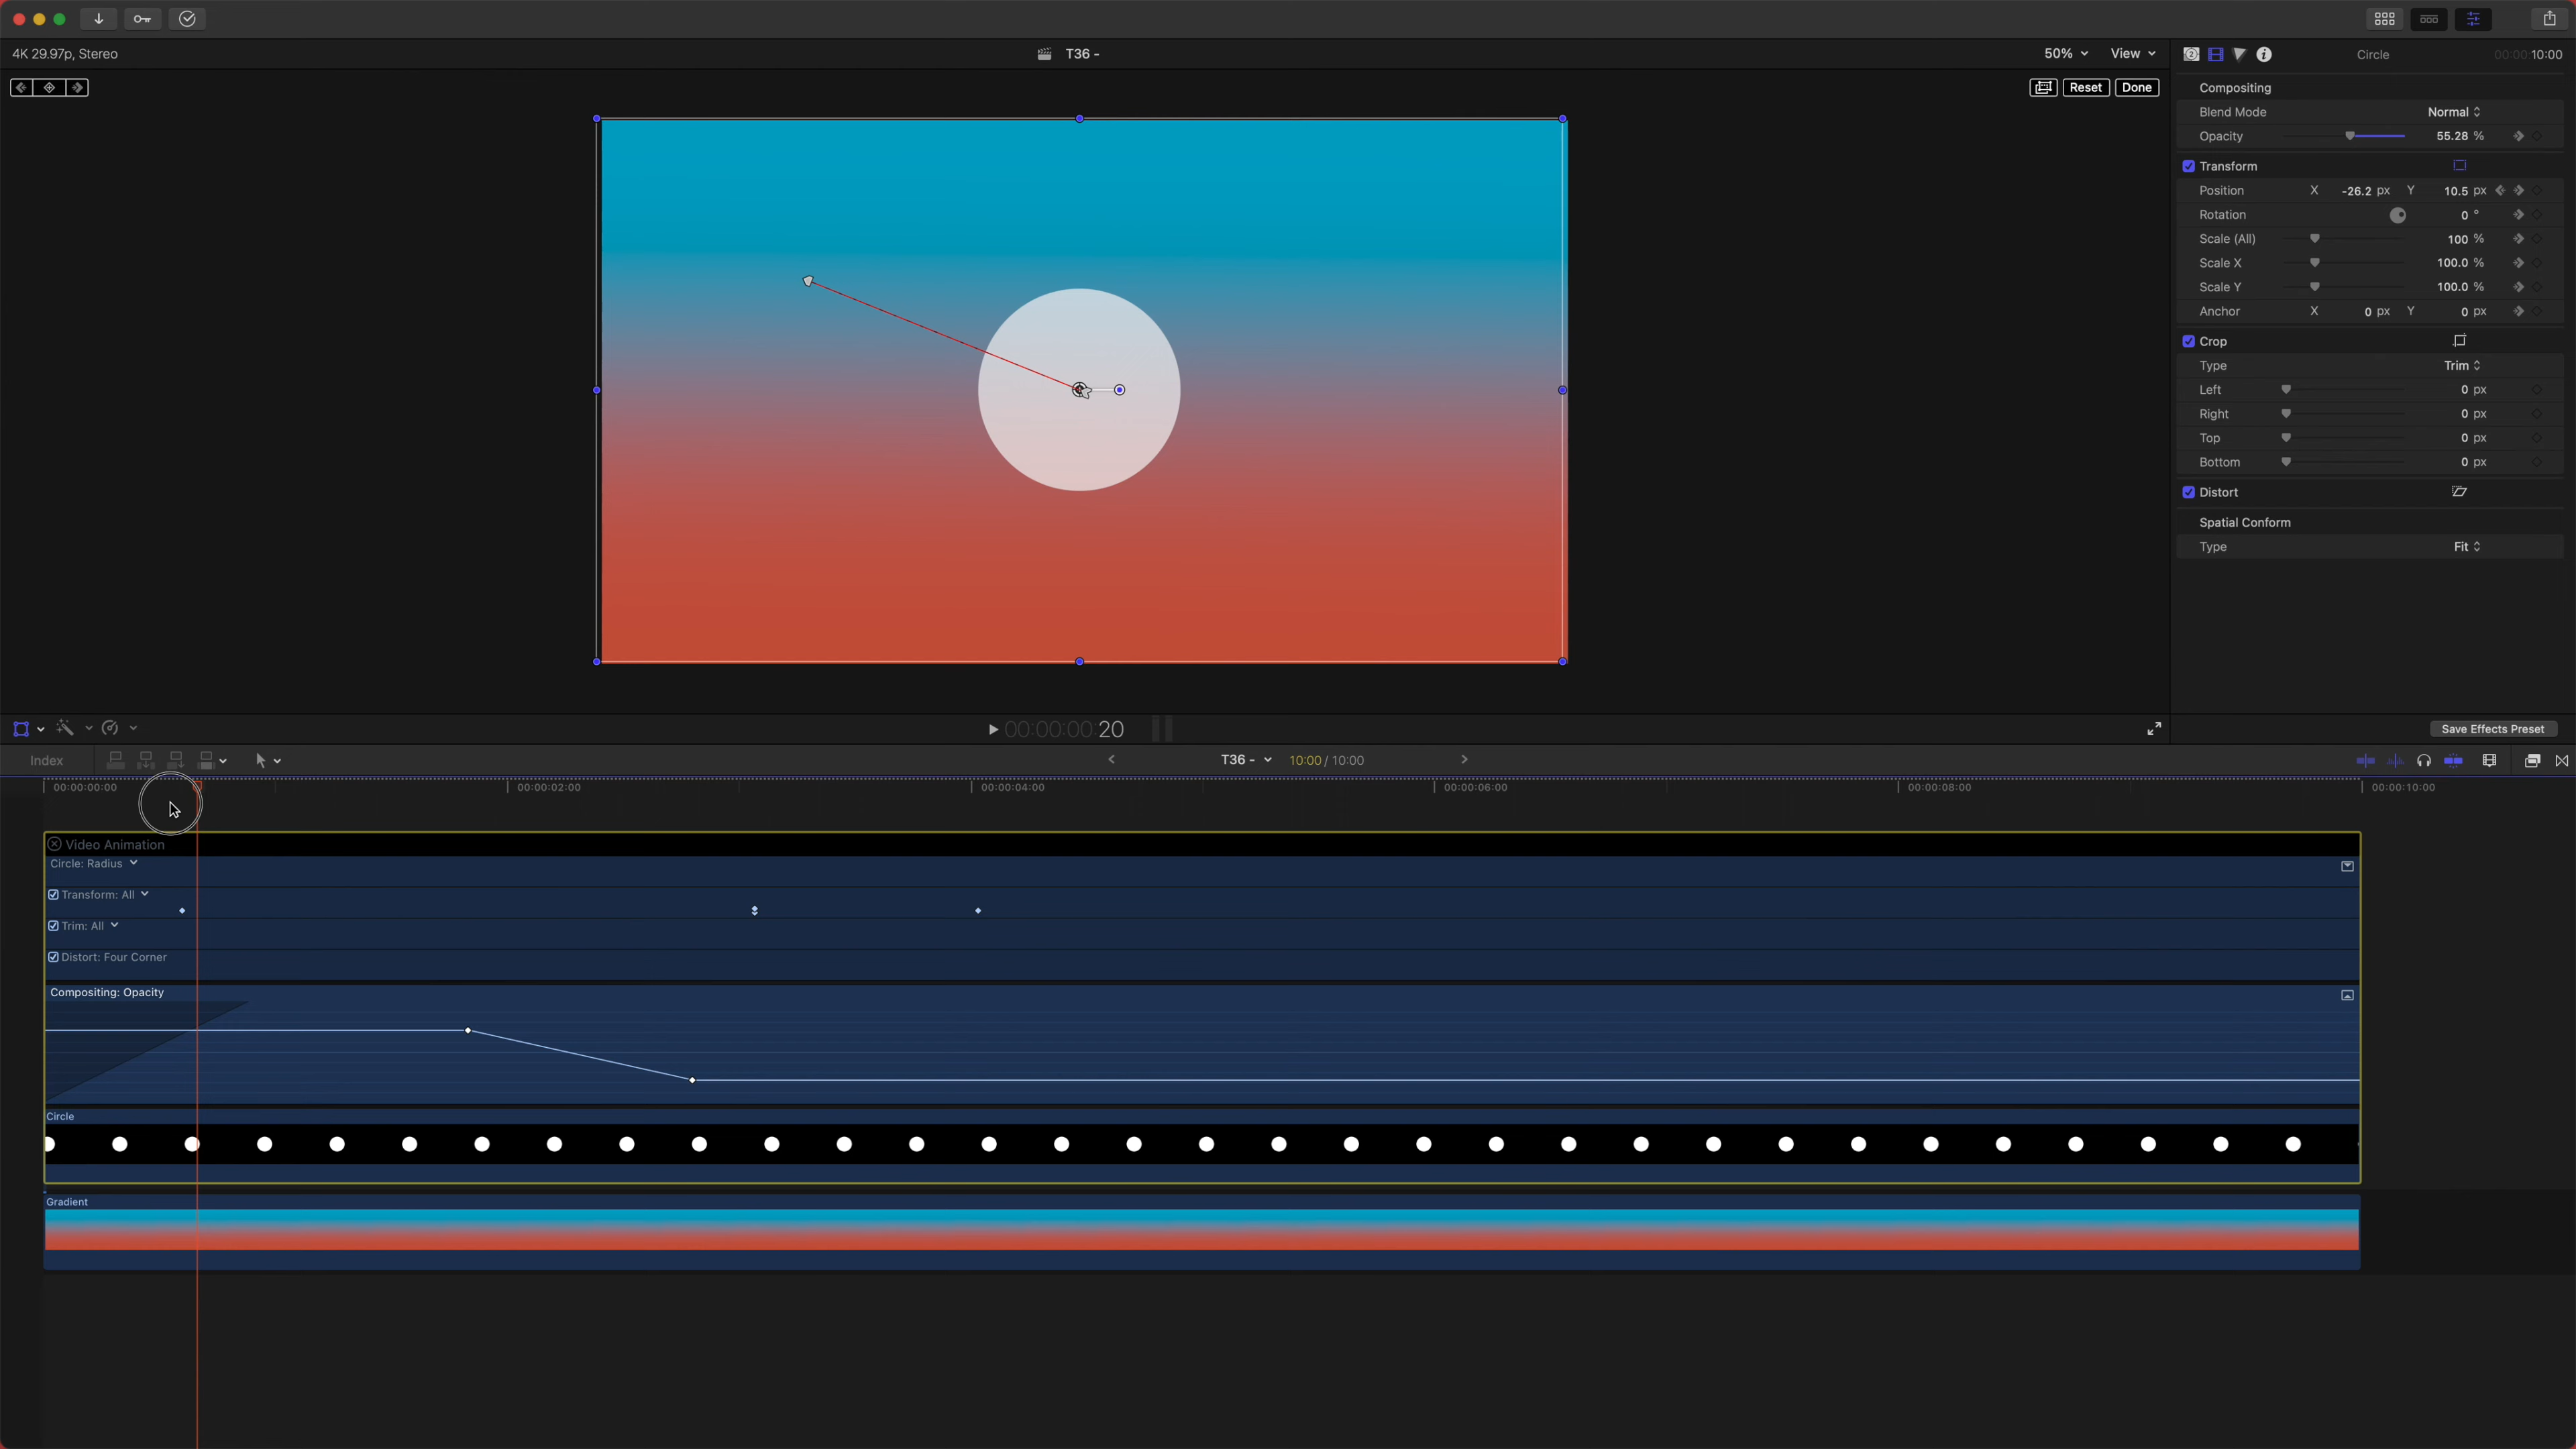 4K 29.97p, Stereo
T36 -
50%
View
Circle
00:00:10:00
Reset
Done
Compositing
Blend Mode
Normal
Opacity
55.28 %
Transform
Position
X -26.2 px Y 10.5 px
Rotation
0 °
Scale (All)
100 %
Scale X
100.0 %
Scale Y
100.0 %
Anchor
X 0 px Y 0 px
Crop
Type
Trim
Left
0 px
Right
0 px
Top
0 px
Bottom
0 px
Distort
Spatial Conform
Type
Fit
00:00:00:20
Save Effects Preset
Index
T36 -
10:00 / 10:00
00:00:00:00
00:00:02:00
00:00:04:00
00:00:06:00
00:00:08:00
00:00:10:00
Video Animation
Circle: Radius
Transform: All
Trim: All
Distort: Four Corner
Compositing: Opacity
Circle
Gradient